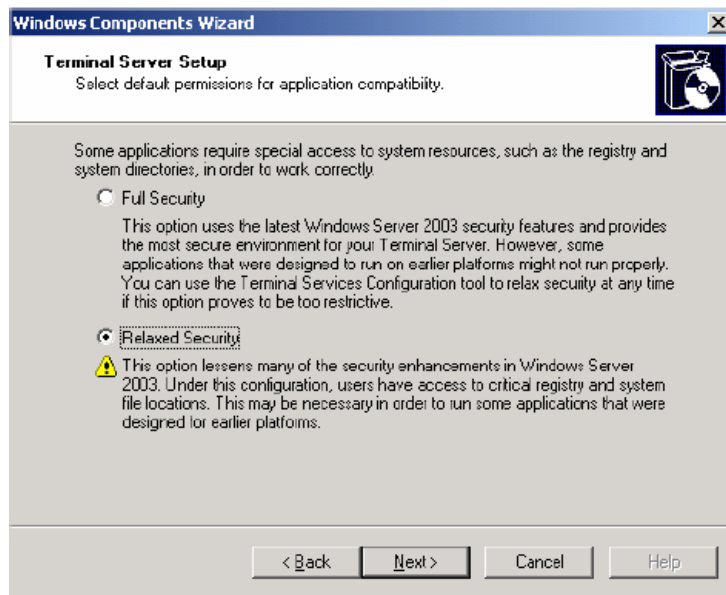 Windows Components Wizard
Terminal Server Setup
Select default permissions for application compatibility.
Some applications require special access to system resources, such as the registry and
system directories, in order to work correctly.
Full Security
This option uses the latest Windows Server 2003 security features and provides
the most secure environment for your Terminal Server. However, some
applications that were designed to run on earlier platforms might not run properly.
You can use the Terminal Services Configuration tool to relax security at any time
if this option proves to be too restrictive.
Relaxed Security
This option lessens many of the security enhancements in Windows Server
2003. Under this configuration, users have access to critical registry and system
file locations. This may be necessary in order to run some applications that were
designed for earlier platforms.
< Back Next > Cancel Help